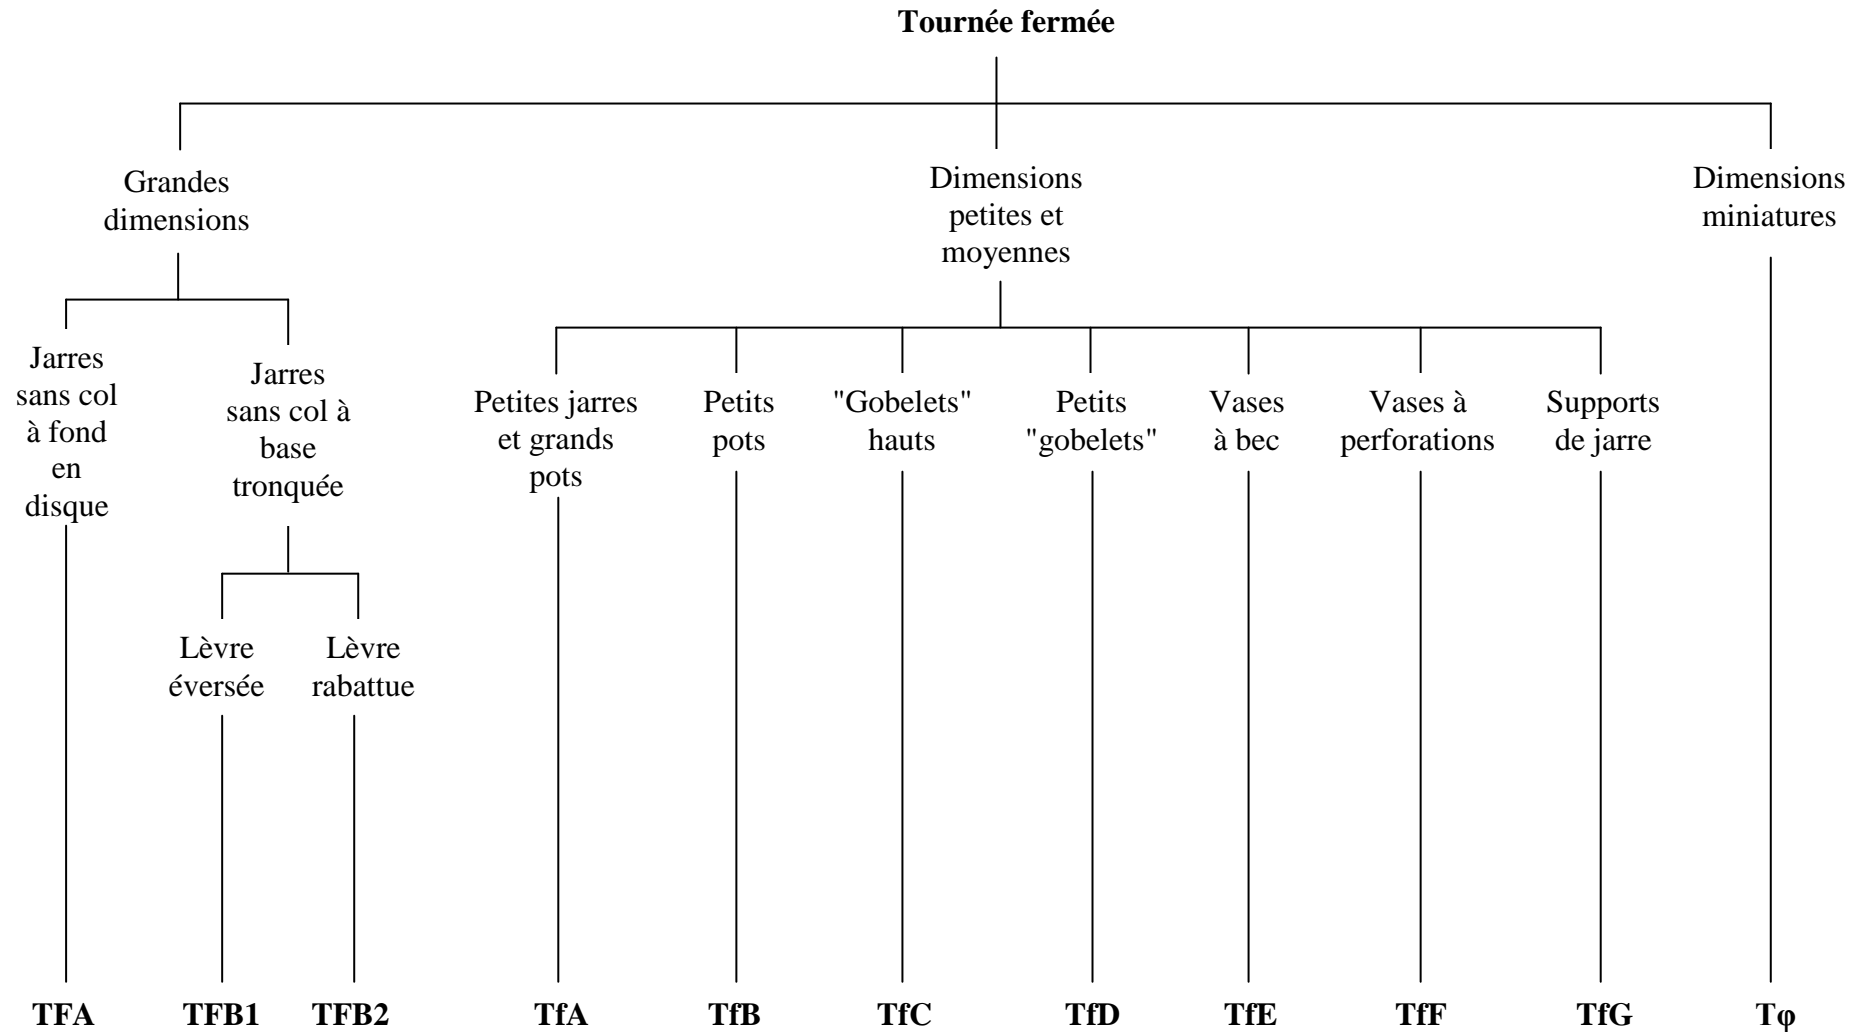 Tournée fermée
Grandes
dimensions
Dimensions
petites et
moyennes
Dimensions
miniatures
Jarres
sans col
à fond
en
disque
Jarres
sans col à
base
tronquée
Petites jarres
et grands
pots
Petits
pots
"Gobelets"
hauts
Petits
"gobelets"
Vases
à bec
Vases à
perforations
Supports
de jarre
Lèvre
éversée
Lèvre
rabattue
TFA
TFB1
TFB2
TfA
TfB
TfC
TfD
TfE
TfF
TfG
Tφ